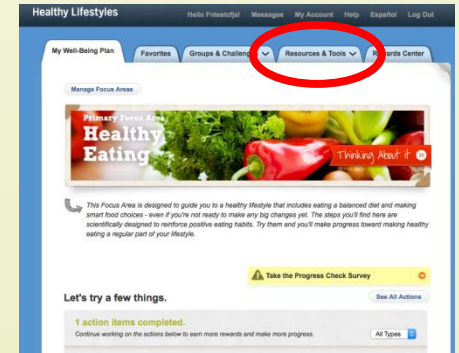 Healthy Lifestyles
Hello Fntestofjs! Messages My Account Help Español Log Out
My Well-Being Plan Favorites Groups & Challenges Resources & Tools Rewards Center
Manage Focus Areas
Primary Focus Area
Healthy
Eating
Thinking About it
This Focus Area is designed to guide you to a healthy lifestyle that includes eating a balanced diet and making
smart food choices - even if you're not ready to make any big changes yet. The steps you'll find here are
scientifically designed to reinforce positive eating habits. Try them and you'll make progress toward making healthy
eating a regular part of your lifestyle.
Take the Progress Check Survey
Let's try a few things. See All Actions
1 action items completed.
Continue working on the actions below to earn more rewards and make more progress. All Types